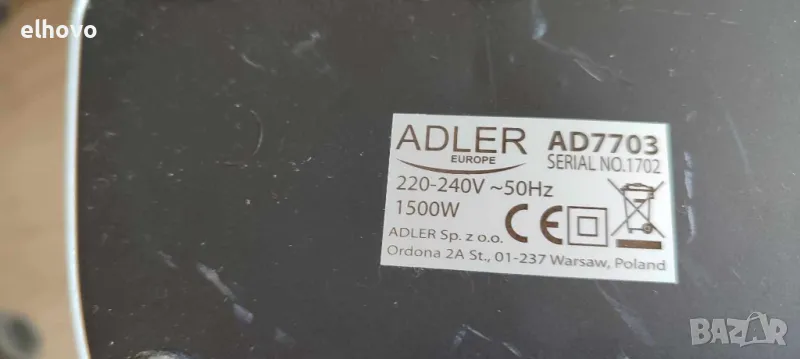 elhovo
ADLER
EUROPE
AD7703
SERIAL NO.1702
220-240V ~50Hz
1500W
CE
ADLER Sp. z o.o.
Ordona 2A St., 01-237 Warsaw, Poland
BAZAR